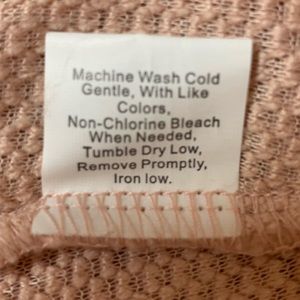 Machine Wash Cold
Gentle, With Like
Colors,
Non-Chlorine Bleach
When Needed,
Tumble Dry Low,
Remove Promptly,
Iron low.